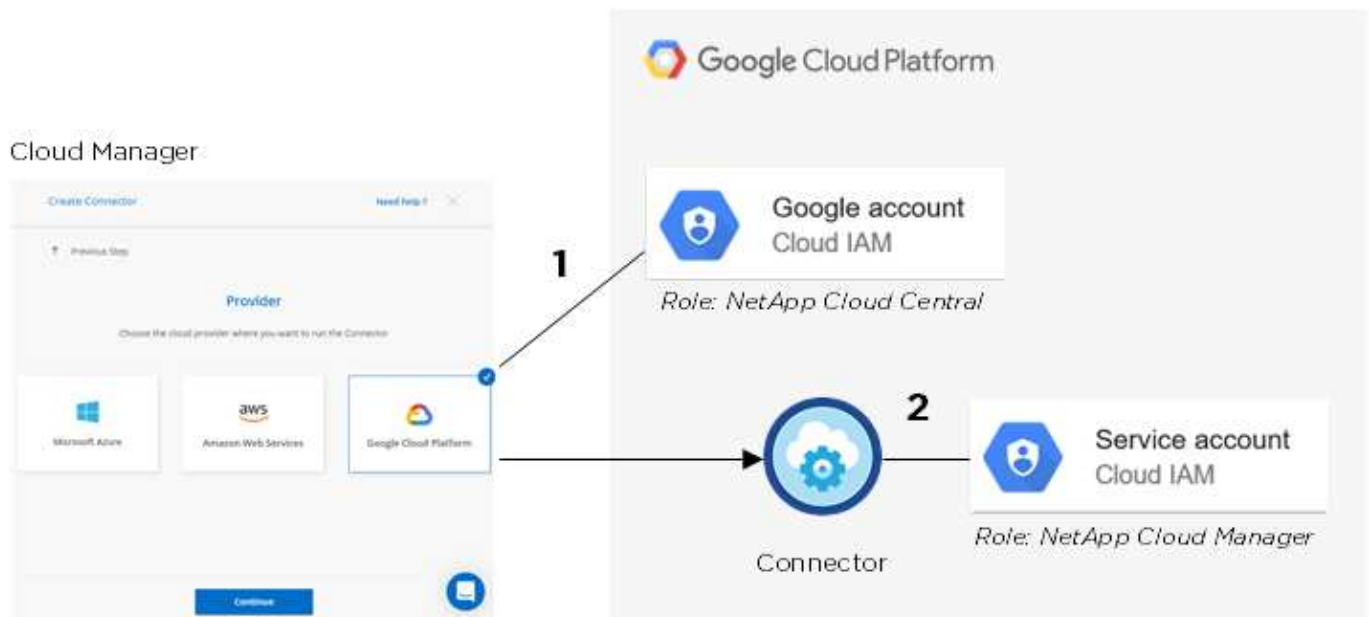 Google Cloud Platform
Cloud Manager
Create Connector
Need help ?
Previous Step
Provider
Choose the cloud provider where you want to run the Connector
Microsoft Azure
aws
Amazon Web Services
Google Cloud Platform
Continue
1
Google account
Cloud IAM
Role: NetApp Cloud Central
2
Connector
Service account
Cloud IAM
Role: NetApp Cloud Manager